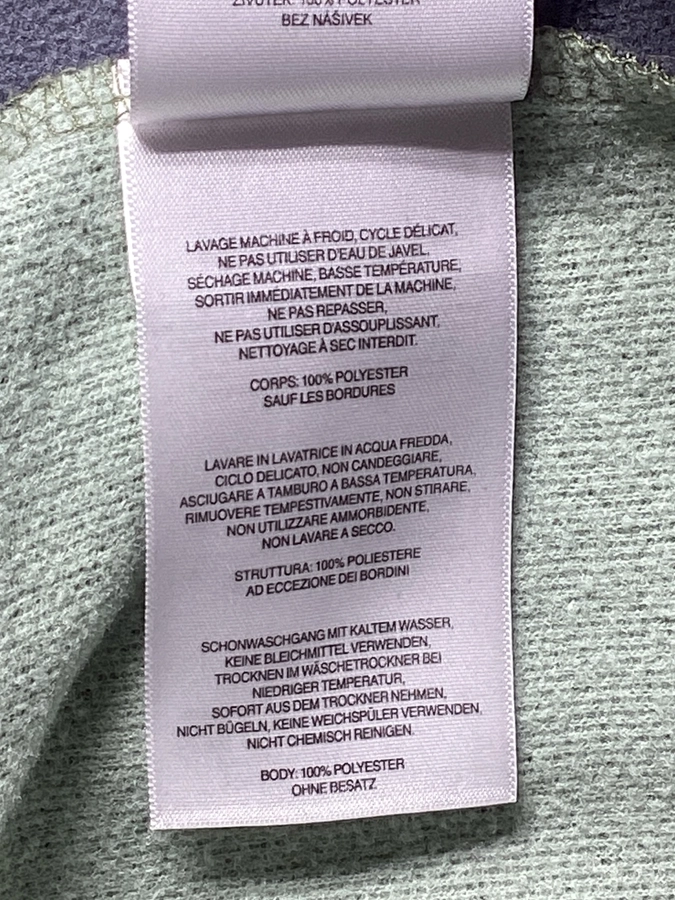 ŽIVŮTEK: 100% POLYESTER
BEZ NÁŠIVEK
LAVAGE MACHINE À FROID, CYCLE DÉLICAT,
NE PAS UTILISER D'EAU DE JAVEL,
SÉCHAGE MACHINE, BASSE TEMPÉRATURE,
SORTIR IMMÉDIATEMENT DE LA MACHINE,
NE PAS REPASSER,
NE PAS UTILISER D'ASSOUPLISSANT,
NETTOYAGE À SEC INTERDIT.
CORPS: 100% POLYESTER
SAUF LES BORDURES
LAVARE IN LAVATRICE IN ACQUA FREDDA,
CICLO DELICATO, NON CANDEGGIARE,
ASCIUGARE A TAMBURO A BASSA TEMPERATURA,
RIMUOVERE TEMPESTIVAMENTE, NON STIRARE,
NON UTILIZZARE AMMORBIDENTE,
NON LAVARE A SECCO.
STRUTTURA: 100% POLIESTERE
AD ECCEZIONE DEI BORDINI
SCHONWASCHGANG MIT KALTEM WASSER,
KEINE BLEICHMITTEL VERWENDEN,
TROCKNEN IM WÄSCHETROCKNER BEI
NIEDRIGER TEMPERATUR,
SOFORT AUS DEM TROCKNER NEHMEN,
NICHT BÜGELN, KEINE WEICHSPÜLER VERWENDEN,
NICHT CHEMISCH REINIGEN.
BODY: 100% POLYESTER
OHNE BESATZ